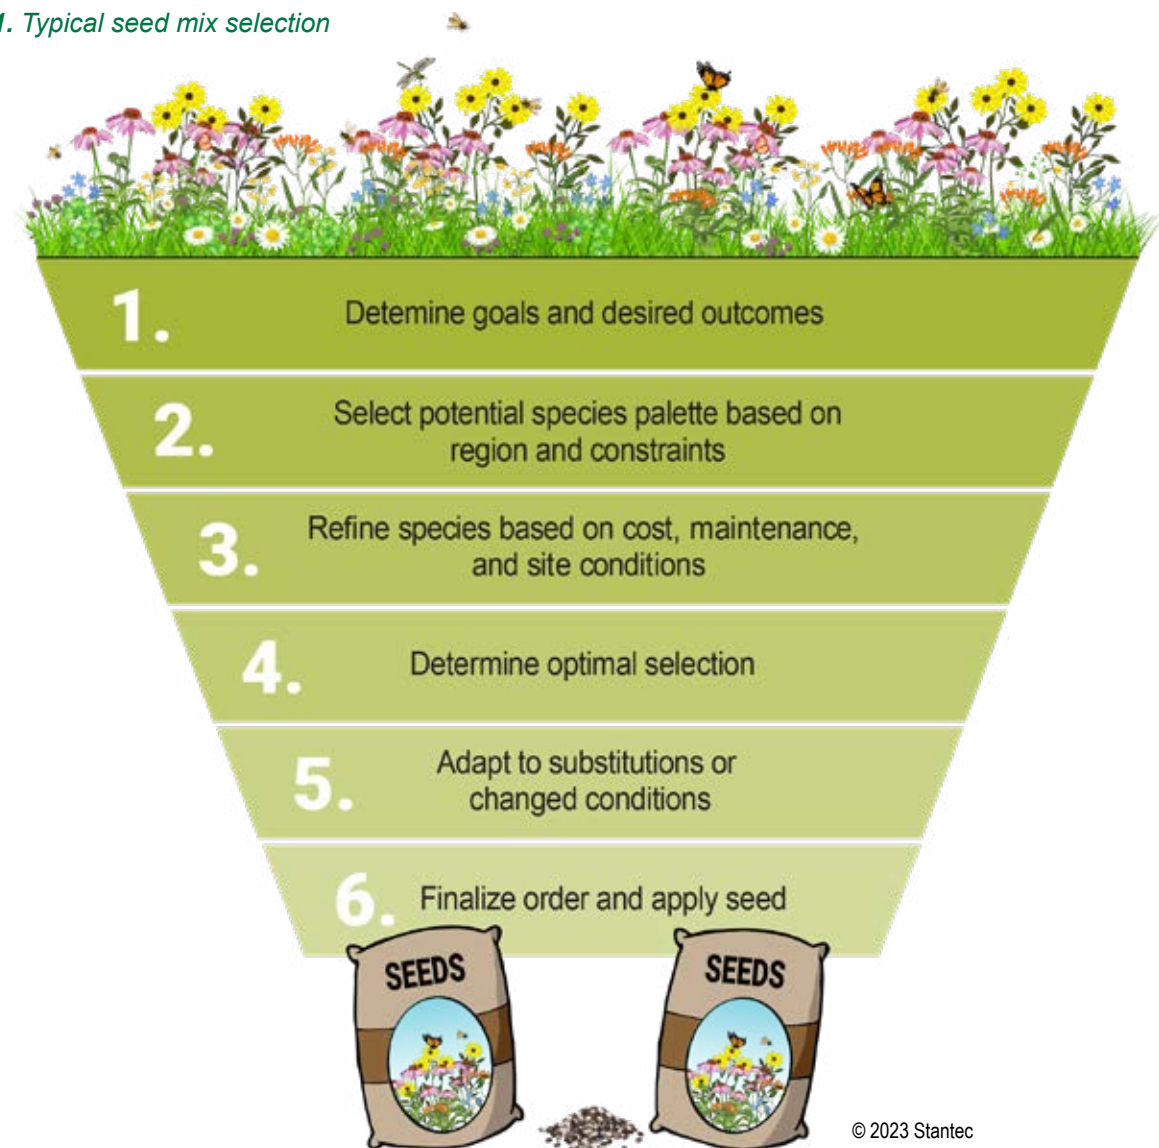 1. Typical seed mix selection
1.
Detemine goals and desired outcomes
2.
Select potential species palette based on
region and constraints
3.
Refine species based on cost, maintenance,
and site conditions
4.
Determine optimal selection
5.
Adapt to substitutions or
changed conditions
6.
Finalize order and apply seed
SEEDS
SEEDS
© 2023 Stantec